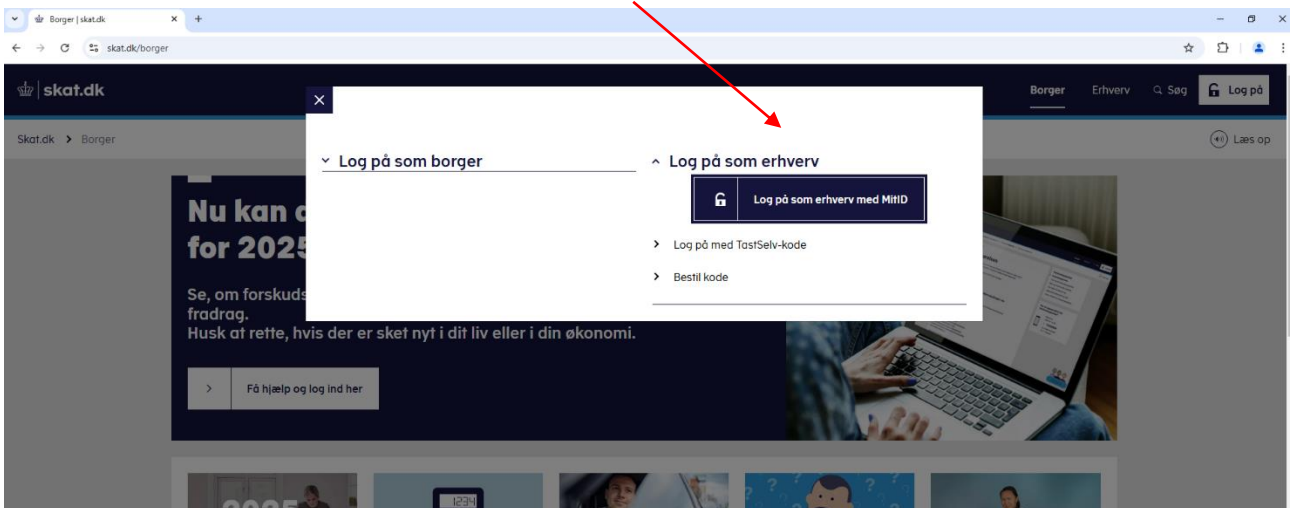 Borger | skat.dk
skat.dk/borger
skat.dk
Borger
Erhverv
Søg
Log på
Skat.dk > Borger
Læs op
Log på som borger
Log på som erhverv
Log på som erhverv med MitID
Log på med TastSelv-kode
Bestil kode
Nu kan
for 2025
Se, om forskuds
fradrag.
Husk at rette, hvis der er sket nyt i dit liv eller i din økonomi.
Få hjælp og log ind her
2025
1234